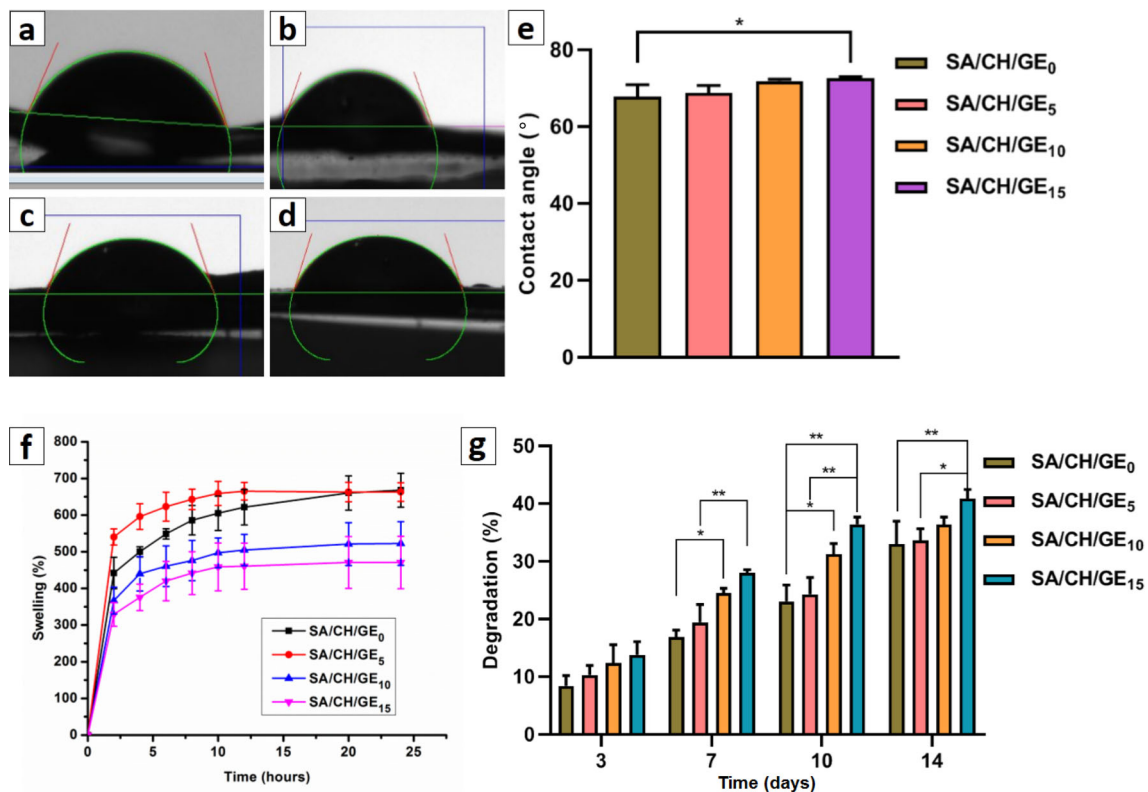 a
b
c
d
e
*
80
60
40
20
0
Contact angle (°)
SA/CH/GE₀
SA/CH/GE₅
SA/CH/GE₁₀
SA/CH/GE₁₅
f
800
700
600
500
400
300
200
100
0
Swelling (%)
0 5 10 15 20 25
Time (hours)
SA/CH/GE₀
SA/CH/GE₅
SA/CH/GE₁₀
SA/CH/GE₁₅
g
50
40
30
20
10
0
Degradation (%)
**
*
**
**
*
**
*
3 7 10 14
Time (days)
SA/CH/GE₀
SA/CH/GE₅
SA/CH/GE₁₀
SA/CH/GE₁₅